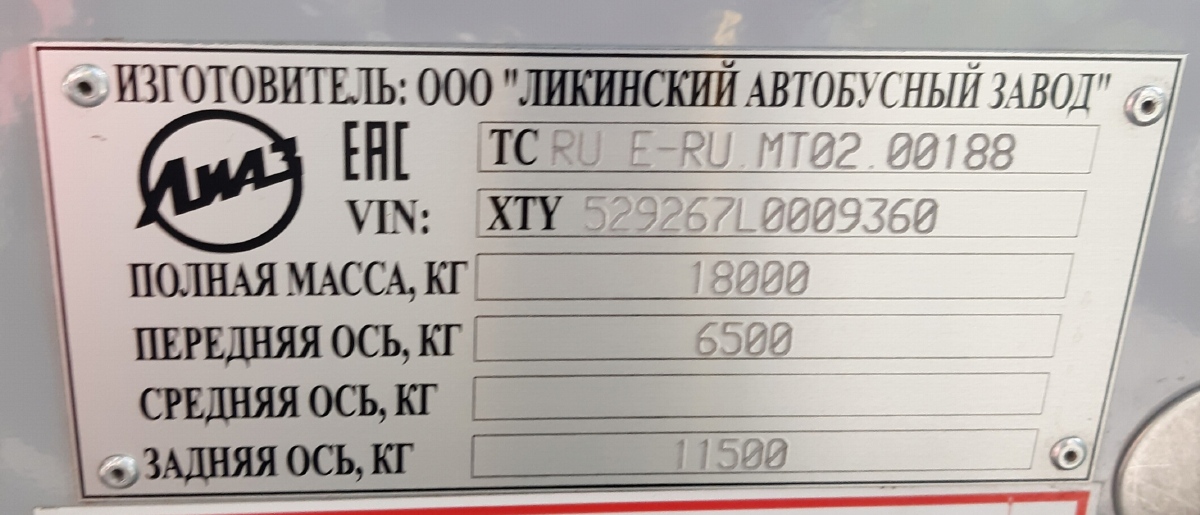 ИЗГОТОВИТЕЛЬ: ООО "ЛИКИНСКИЙ АВТОБУСНЫЙ ЗАВОД"
ЛиАЗ ЕАС ТС RU E-RU.MT02.00188
VIN: XTY 529267L0009360
ПОЛНАЯ МАССА, КГ 18000
ПЕРЕДНЯЯ ОСЬ, КГ 6500
СРЕДНЯЯ ОСЬ, КГ
ЗАДНЯЯ ОСЬ, КГ 11500